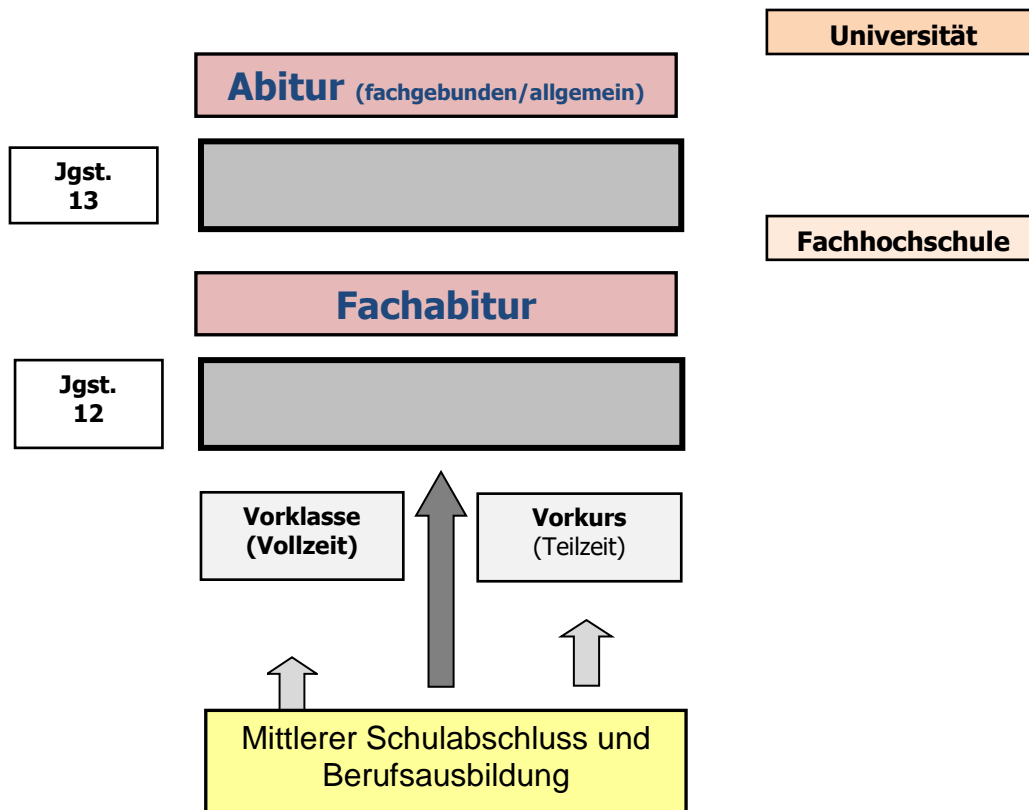 Universität
Abitur (fachgebunden/allgemein)
Jgst.
13
Fachhochschule
Fachabitur
Jgst.
12
Vorklasse
(Vollzeit)
Vorkurs
(Teilzeit)
Mittlerer Schulabschluss und
Berufsausbildung